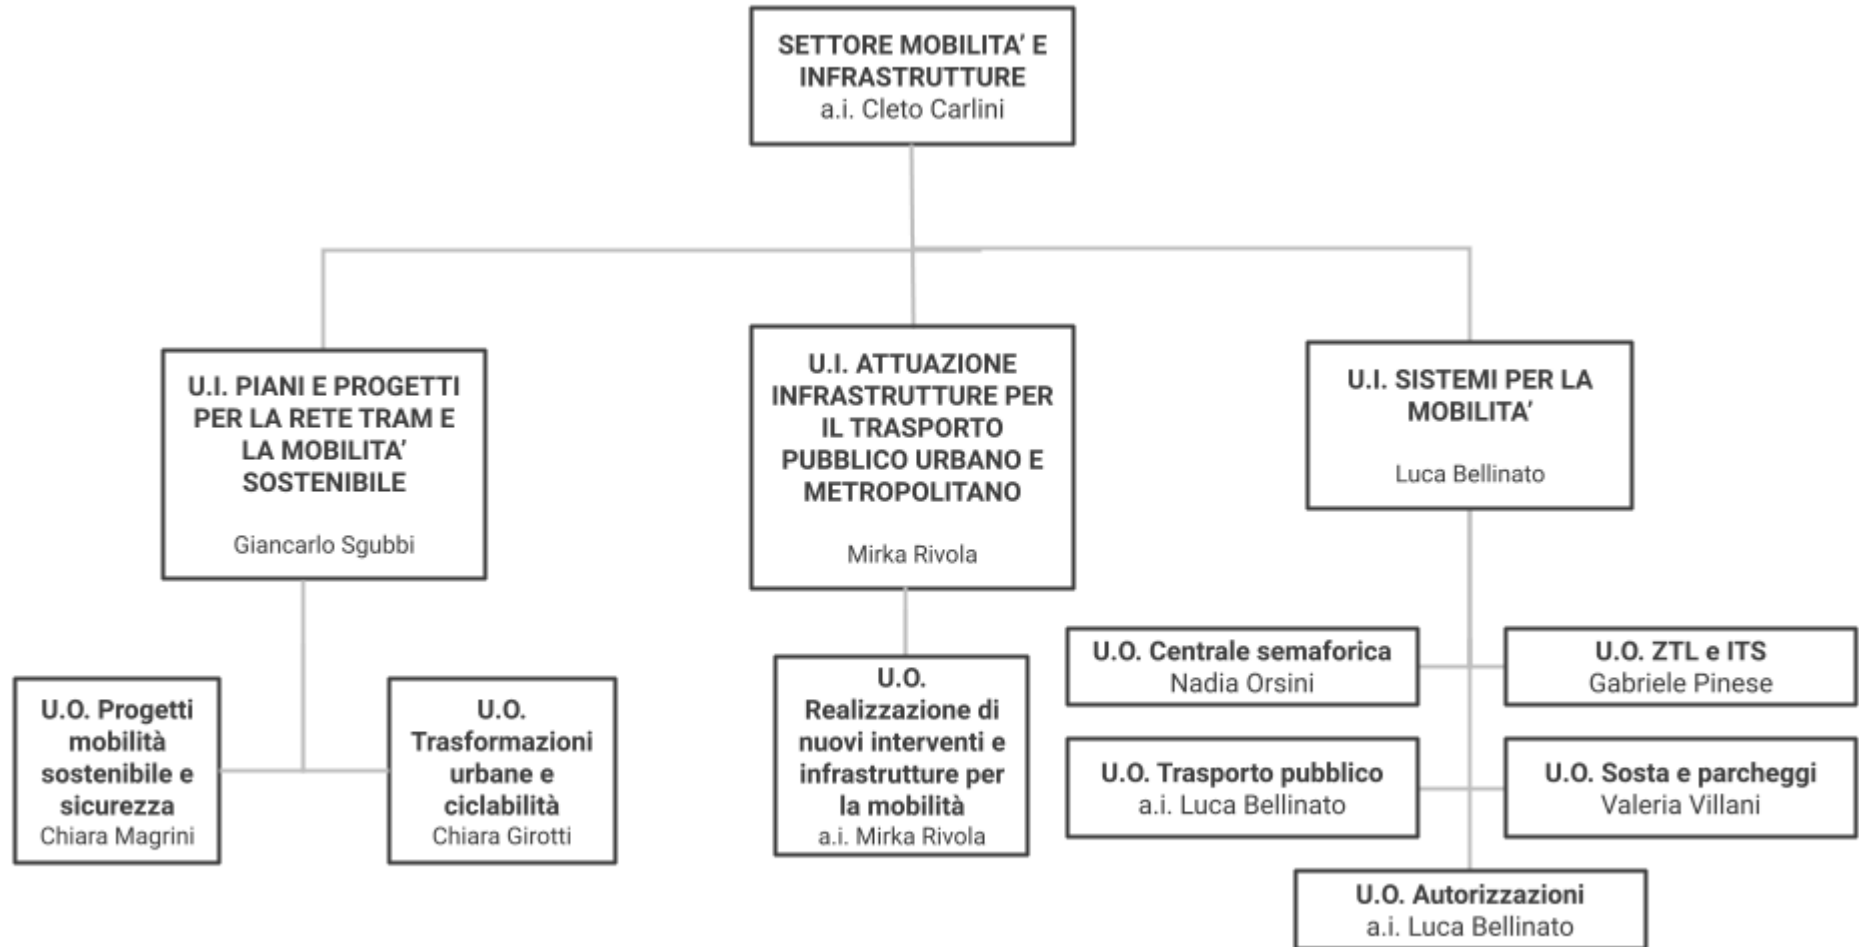 SETTORE MOBILITA’ E
INFRASTRUTTURE
a.i. Cleto Carlini
U.I. PIANI E PROGETTI
PER LA RETE TRAM E
LA MOBILITA’
SOSTENIBILE
Giancarlo Sgubbi
U.I. ATTUAZIONE
INFRASTRUTTURE PER
IL TRASPORTO
PUBBLICO URBANO E
METROPOLITANO
Mirka Rivola
U.I. SISTEMI PER LA
MOBILITA’
Luca Bellinato
U.O. Progetti
mobilità
sostenibile e
sicurezza
Chiara Magrini
U.O.
Trasformazioni
urbane e
ciclabilità
Chiara Girotti
U.O.
Realizzazione di
nuovi interventi e
infrastrutture per
la mobilità
a.i. Mirka Rivola
U.O. Centrale semaforica
Nadia Orsini
U.O. ZTL e ITS
Gabriele Pinese
U.O. Trasporto pubblico
a.i. Luca Bellinato
U.O. Sosta e parcheggi
Valeria Villani
U.O. Autorizzazioni
a.i. Luca Bellinato